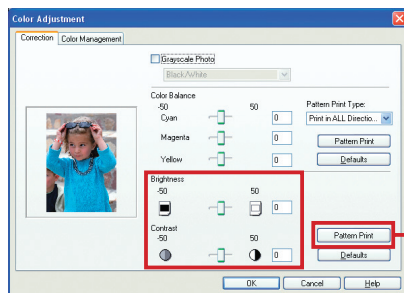 Color Adjustment
Correction Color Management
Grayscale Photo
Black/White
Color Balance
-50 50
Cyan 0
Magenta 0
Yellow 0
Pattern Print Type:
Print in ALL Directio...
Pattern Print
Defaults
Brightness
-50 50
0
Contrast
-50 50
0
Pattern Print
Defaults
OK Cancel Help